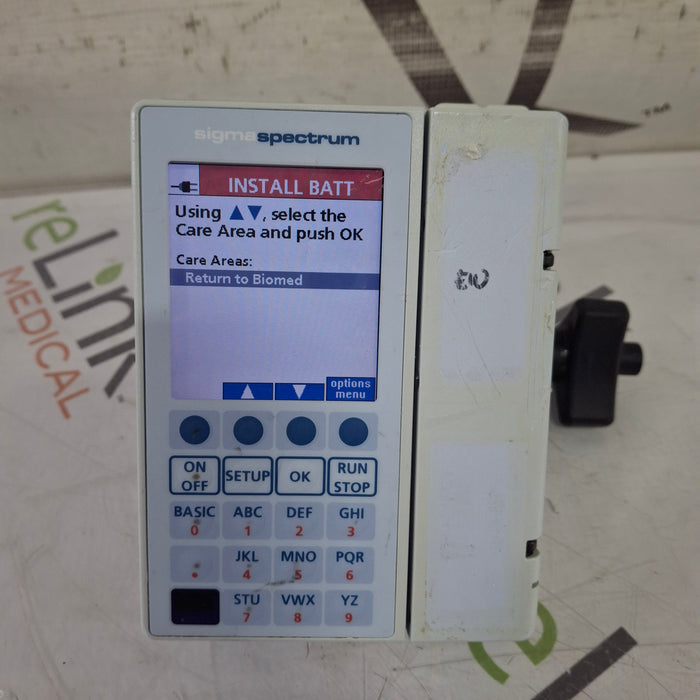 sigmaspectrum
INSTALL BATT
Using ▲▼, select the
Care Area and push OK
Care Areas:
Return to Biomed
options
menu
ON
OFF
SETUP
OK
RUN
STOP
BASIC
0
ABC
1
DEF
2
GHI
3
.
JKL
4
MNO
5
PQR
6
STU
7
VWX
8
YZ
9
reLink
MEDICAL
TM